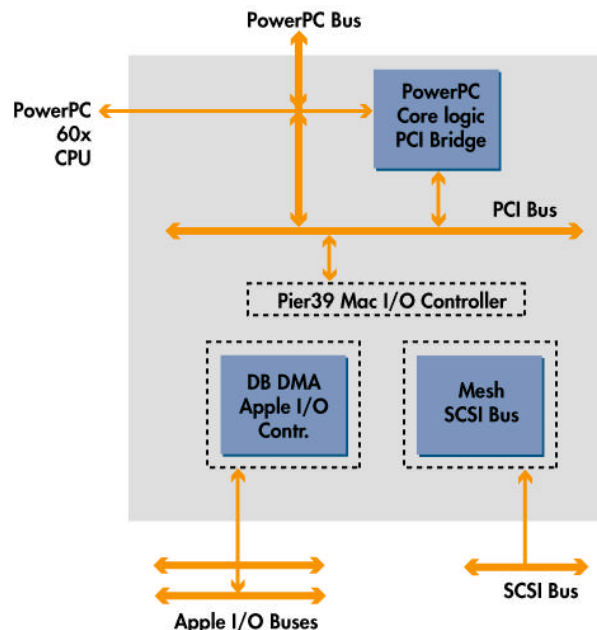 PowerPC Bus
PowerPC
60x
CPU
PowerPC
Core logic
PCI Bridge
PCI Bus
Pier39 Mac I/O Controller
DB DMA
Apple I/O
Contr.
Mesh
SCSI Bus
SCSI Bus
Apple I/O Buses